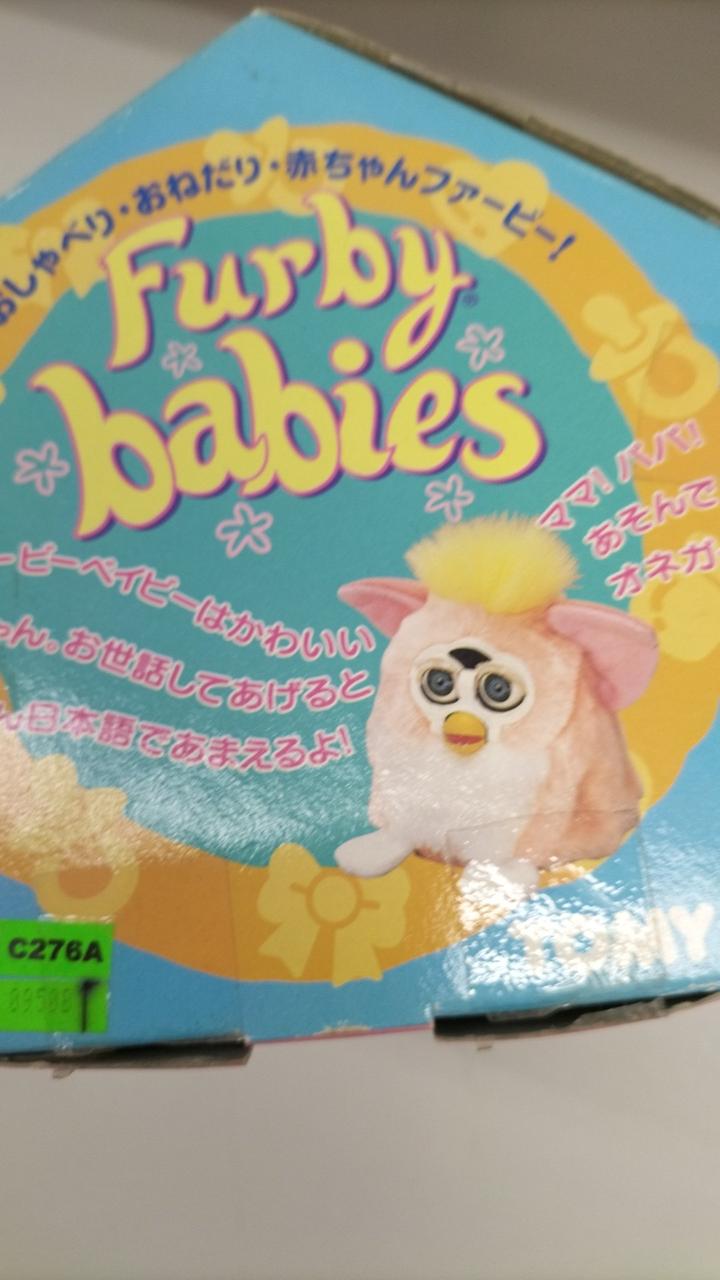 おしゃべり・おねだり・赤ちゃんファービー!
Furby®
babies
ママ! パパ!
あそんで
オネガ
ービーベイビーはかわいい
ゃん。お世話してあげると
ん日本語であまえるよ!
TOMY
C276A